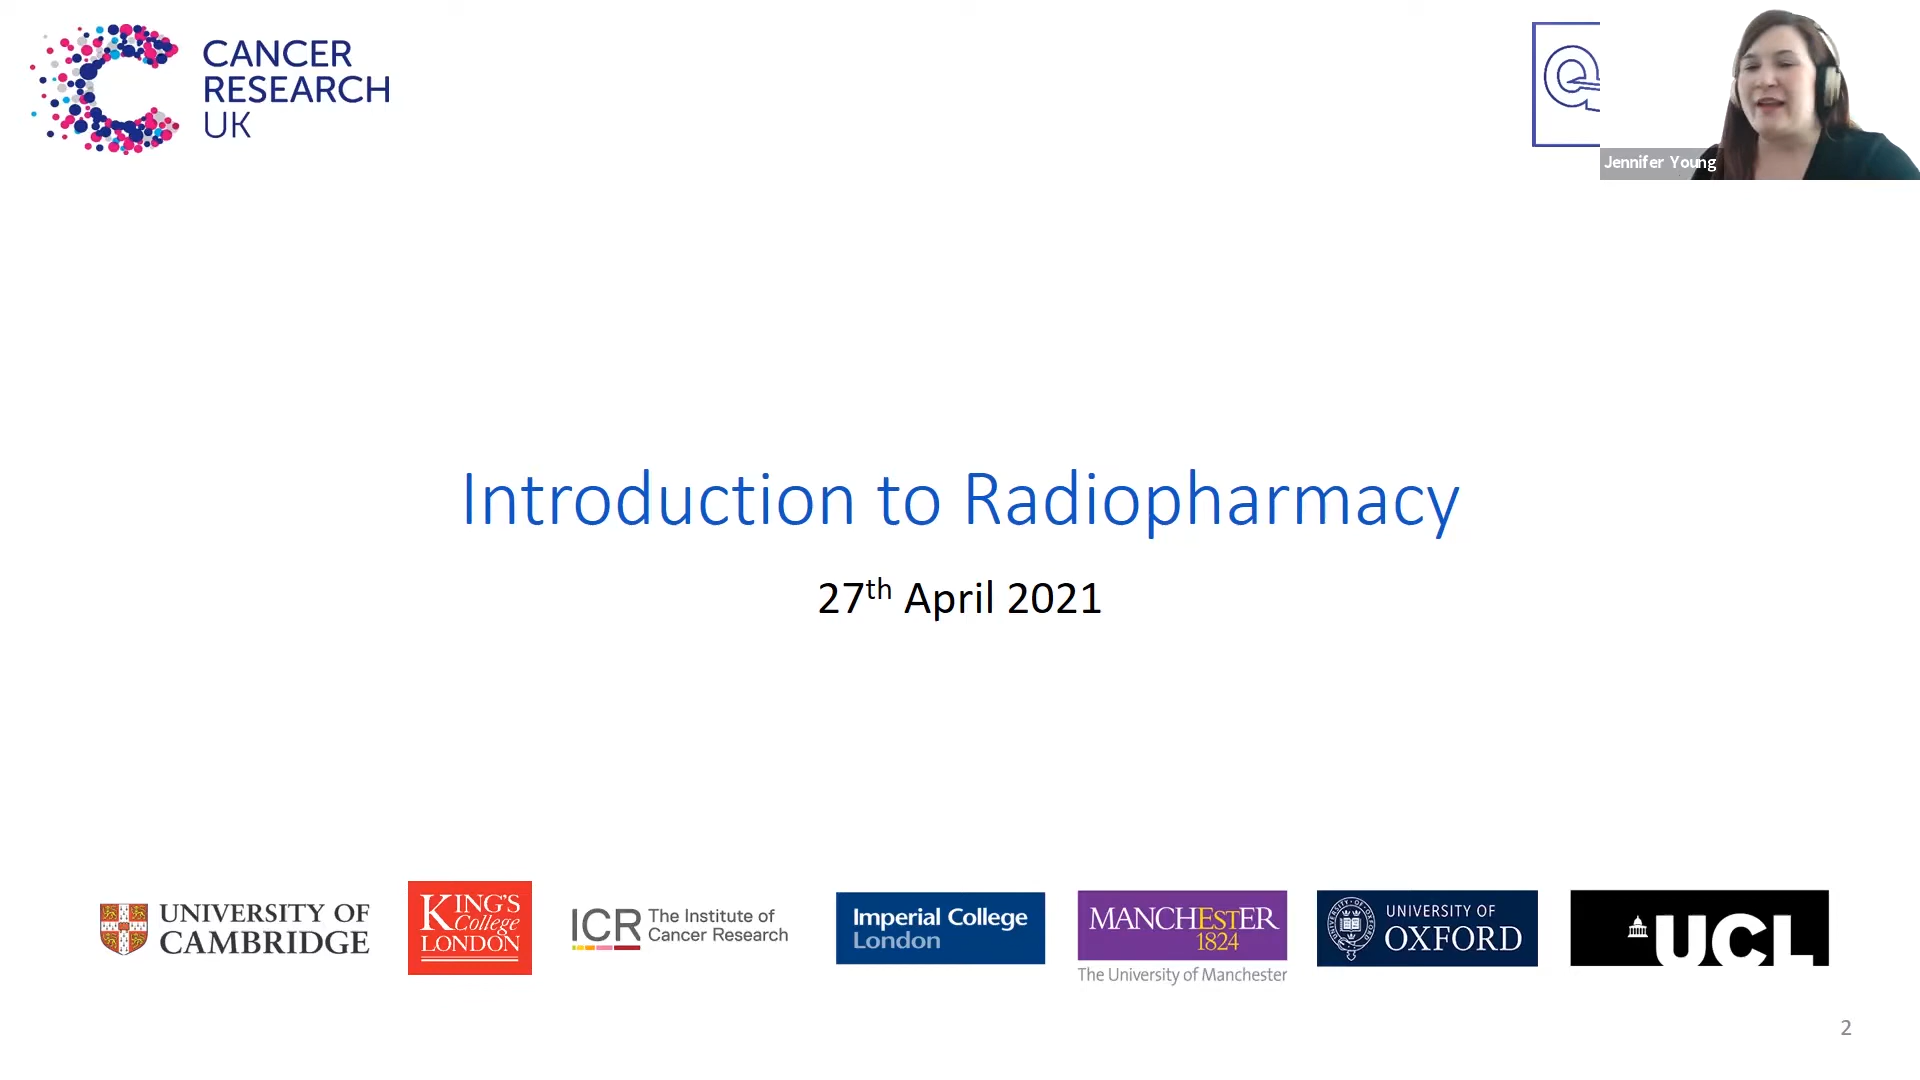 CANCER
RESEARCH
UK
Jennifer Young
Introduction to Radiopharmacy
27th April 2021
UNIVERSITY OF
CAMBRIDGE
KING'S
College
LONDON
ICR
The Institute of
Cancer Research
Imperial College
London
MANCHESTER
1824
The University of Manchester
UNIVERSITY OF
OXFORD
UCL
2